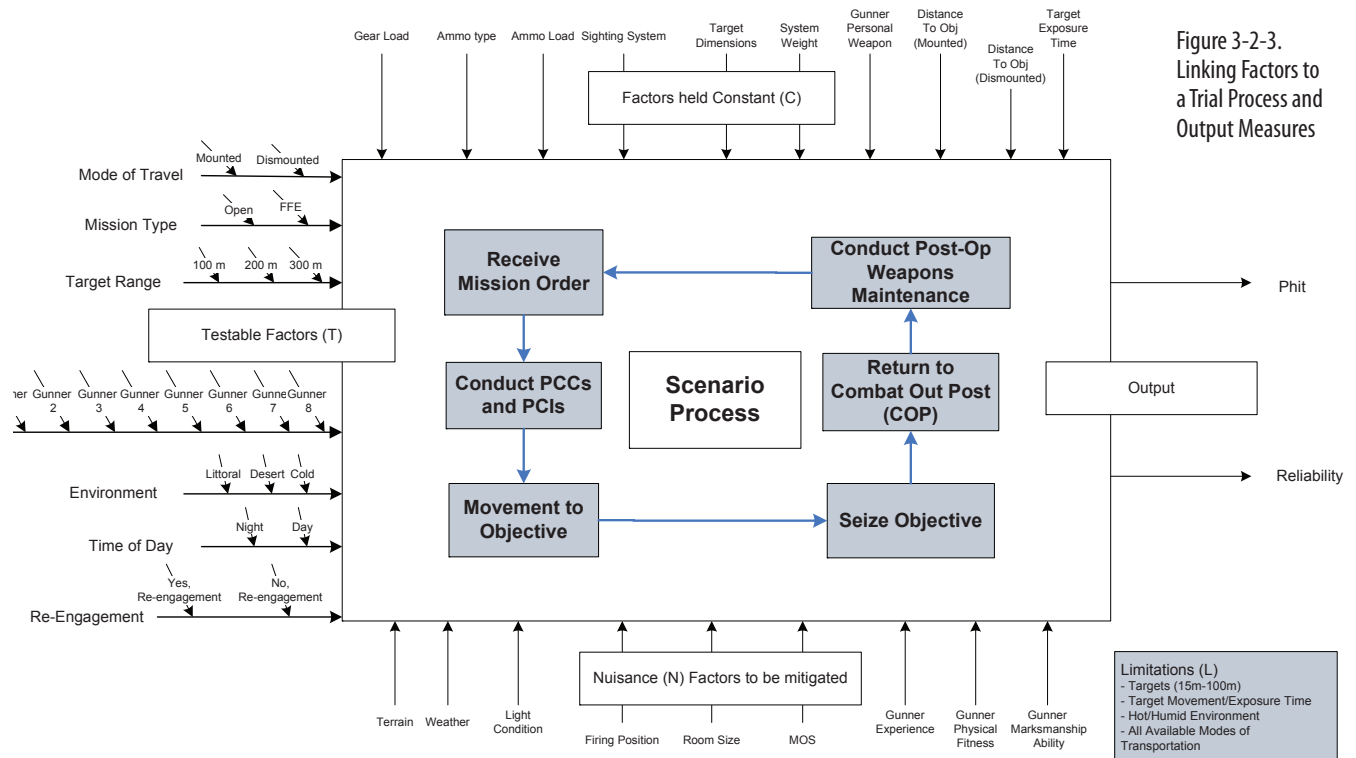 Gear Load
Ammo type
Ammo Load
Sighting System
Target
Dimensions
System
Weight
Gunner
Personal
Weapon
Distance
To Obj
(Mounted)
Distance
To Obj
(Dismounted)
Target
Exposure
Time
Figure 3-2-3.
Linking Factors to
a Trial Process and
Output Measures
Factors held Constant (C)
Mode of Travel
Mounted
Dismounted
Mission Type
Open
FFE
Target Range
100 m
200 m
300 m
Testable Factors (T)
ner
Gunner
2
Gunner
3
Gunner
4
Gunner
5
Gunner
6
Gunne
7
Gunner
8
Environment
Littoral
Desert
Cold
Time of Day
Night
Day
Re-Engagement
Yes,
Re-engagement
No,
Re-engagement
Receive
Mission Order
Conduct PCCs
and PCIs
Movement to
Objective
Scenario
Process
Conduct Post-Op
Weapons
Maintenance
Return to
Combat Out Post
(COP)
Seize Objective
Output
Phit
Reliability
Nuisance (N) Factors to be mitigated
Terrain
Weather
Light
Condition
Firing Position
Room Size
MOS
Gunner
Experience
Gunner
Physical
Fitness
Gunner
Marksmanship
Ability
Limitations (L)
- Targets (15m-100m)
- Target Movement/Exposure Time
- Hot/Humid Environment
- All Available Modes of
Transportation